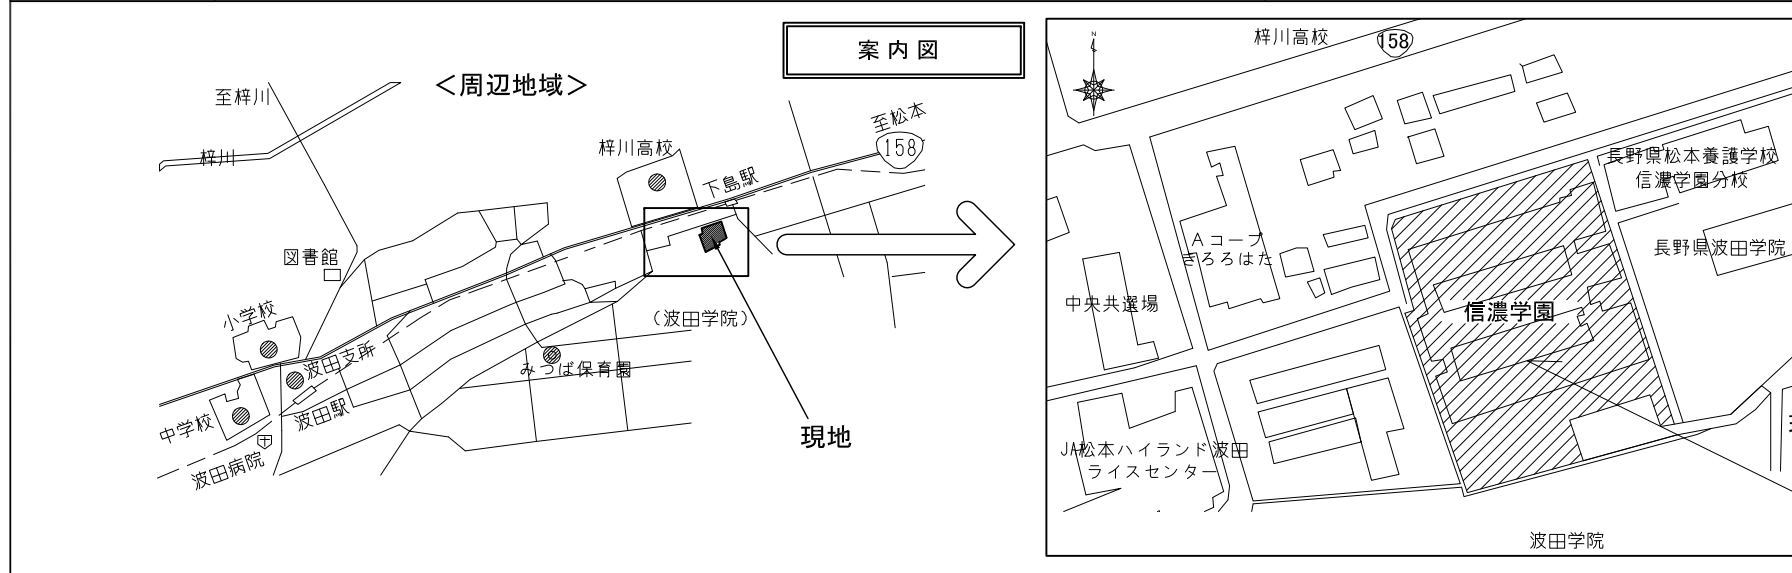 案内図
＜周辺地域＞
至梓川
梓川
梓川高校
至松本
158
下島駅
図書館
小学校
波田支所
（波田学院）
みつば保育園
中学校
波田駅
波田病院
現地
N
梓川高校
158
長野県松本養護学校
信濃学園分校
Aコープ
ぎろろはた
長野県波田学院
中央共選場
信濃学園
JA松本ハイランド波田
ライスセンター
波田学院